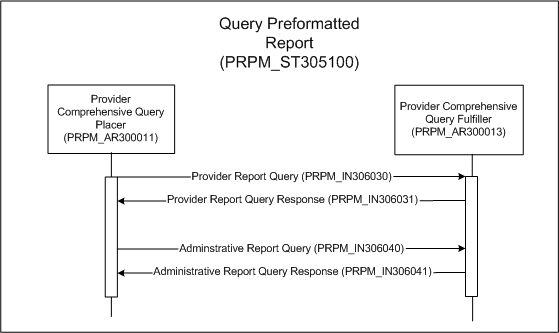 Query Preformatted
Report
(PRPM_ST305100)
Provider
Comprehensive Query
Placer
(PRPM_AR300011)
Provider Comprehensive
Query Fulfiller
(PRPM_AR300013)
Provider Report Query (PRPM_IN306030)
Provider Report Query Response (PRPM_IN306031)
Adminstrative Report Query (PRPM_IN306040)
Administrative Report Query Response (PRPM_IN306041)